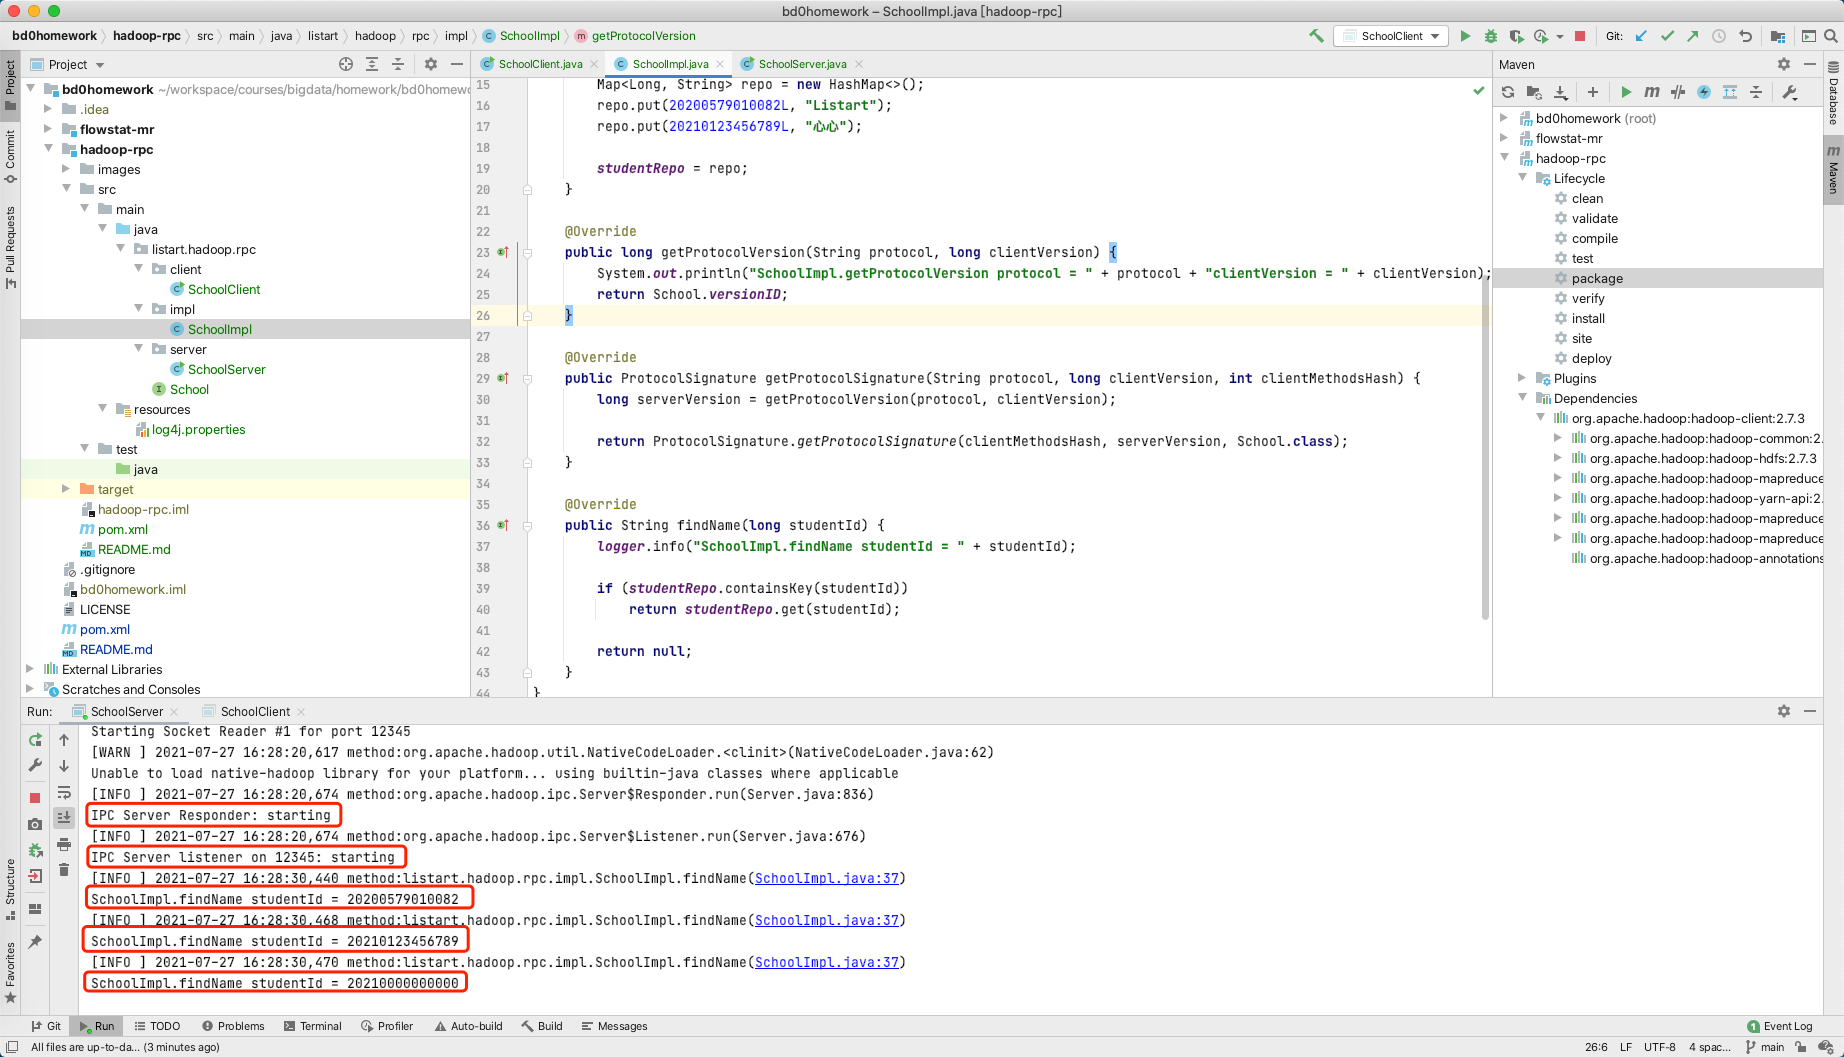 bd0homework – SchoolImpl.java [hadoop-rpc]
bd0homework hadoop-rpc src main java listart hadoop rpc impl SchoolImpl getProtocolVersion
SchoolClient
Git:
Project
SchoolClient.java
SchoolImpl.java
SchoolServer.java
Maven
Project
Commit
Pull Requests
Structure
Favorites
Database
Maven
bd0homework ~/workspace/courses/bigdata/homework/bd0homew
.idea
flowstat-mr
hadoop-rpc
images
src
main
java
listart.hadoop.rpc
client
SchoolClient
impl
SchoolImpl
server
SchoolServer
School
resources
log4j.properties
test
java
target
hadoop-rpc.iml
pom.xml
README.md
.gitignore
bd0homework.iml
LICENSE
pom.xml
README.md
External Libraries
Scratches and Consoles
15 Map<Long, String> repo = new HashMap<>();
16 repo.put(20200579010082L, "Listart");
17 repo.put(20210123456789L, "心心");
18
19 studentRepo = repo;
20 }
21
22 @Override
23 public long getProtocolVersion(String protocol, long clientVersion) {
24 System.out.println("SchoolImpl.getProtocolVersion protocol = " + protocol + "clientVersion = " + clientVersion);
25 return School.versionID;
26 }
27
28 @Override
29 public ProtocolSignature getProtocolSignature(String protocol, long clientVersion, int clientMethodsHash) {
30 long serverVersion = getProtocolVersion(protocol, clientVersion);
31
32 return ProtocolSignature.getProtocolSignature(clientMethodsHash, serverVersion, School.class);
33 }
34
35 @Override
36 public String findName(long studentId) {
37 logger.info("SchoolImpl.findName studentId = " + studentId);
38
39 if (studentRepo.containsKey(studentId))
40 return studentRepo.get(studentId);
41
42 return null;
43 }
44 }
bd0homework (root)
flowstat-mr
hadoop-rpc
Lifecycle
clean
validate
compile
test
package
verify
install
site
deploy
Plugins
Dependencies
org.apache.hadoop:hadoop-client:2.7.3
org.apache.hadoop:hadoop-common:2.
org.apache.hadoop:hadoop-hdfs:2.7.3
org.apache.hadoop:hadoop-mapreduce
org.apache.hadoop:hadoop-yarn-api:2.
org.apache.hadoop:hadoop-mapreduce
org.apache.hadoop:hadoop-mapreduce
org.apache.hadoop:hadoop-annotations
Run: SchoolServer SchoolClient
Starting Socket Reader #1 for port 12345
[WARN ] 2021-07-27 16:28:20,617 method:org.apache.hadoop.util.NativeCodeLoader.<clinit>(NativeCodeLoader.java:62)
Unable to load native-hadoop library for your platform... using builtin-java classes where applicable
[INFO ] 2021-07-27 16:28:20,674 method:org.apache.hadoop.ipc.Server$Responder.run(Server.java:836)
IPC Server Responder: starting
[INFO ] 2021-07-27 16:28:20,674 method:org.apache.hadoop.ipc.Server$Listener.run(Server.java:676)
IPC Server listener on 12345: starting
[INFO ] 2021-07-27 16:28:30,440 method:listart.hadoop.rpc.impl.SchoolImpl.findName(SchoolImpl.java:37)
SchoolImpl.findName studentId = 20200579010082
[INFO ] 2021-07-27 16:28:30,468 method:listart.hadoop.rpc.impl.SchoolImpl.findName(SchoolImpl.java:37)
SchoolImpl.findName studentId = 20210123456789
[INFO ] 2021-07-27 16:28:30,470 method:listart.hadoop.rpc.impl.SchoolImpl.findName(SchoolImpl.java:37)
SchoolImpl.findName studentId = 20210000000000
Git Run TODO Problems Terminal Profiler Auto-build Build Messages
1 Event Log
All files are up-to-da... (3 minutes ago)
26:6 LF UTF-8 4 spac... main